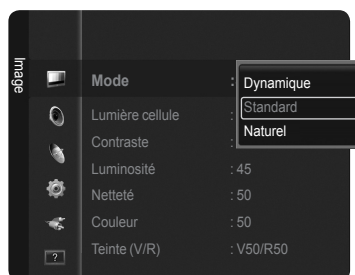 Image
Mode : Dynamique
Standard
Naturel
Lumière cellule :
Contraste :
Luminosité : 45
Netteté : 50
Couleur : 50
Teinte (V/R) : V50/R50
?